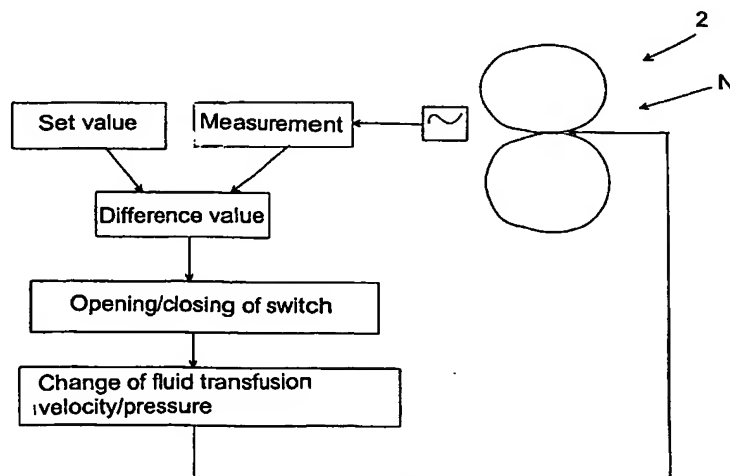 2
N
Set value
Measurement
Difference value
Opening/closing of switch
Change of fluid transfusion
velocity/pressure